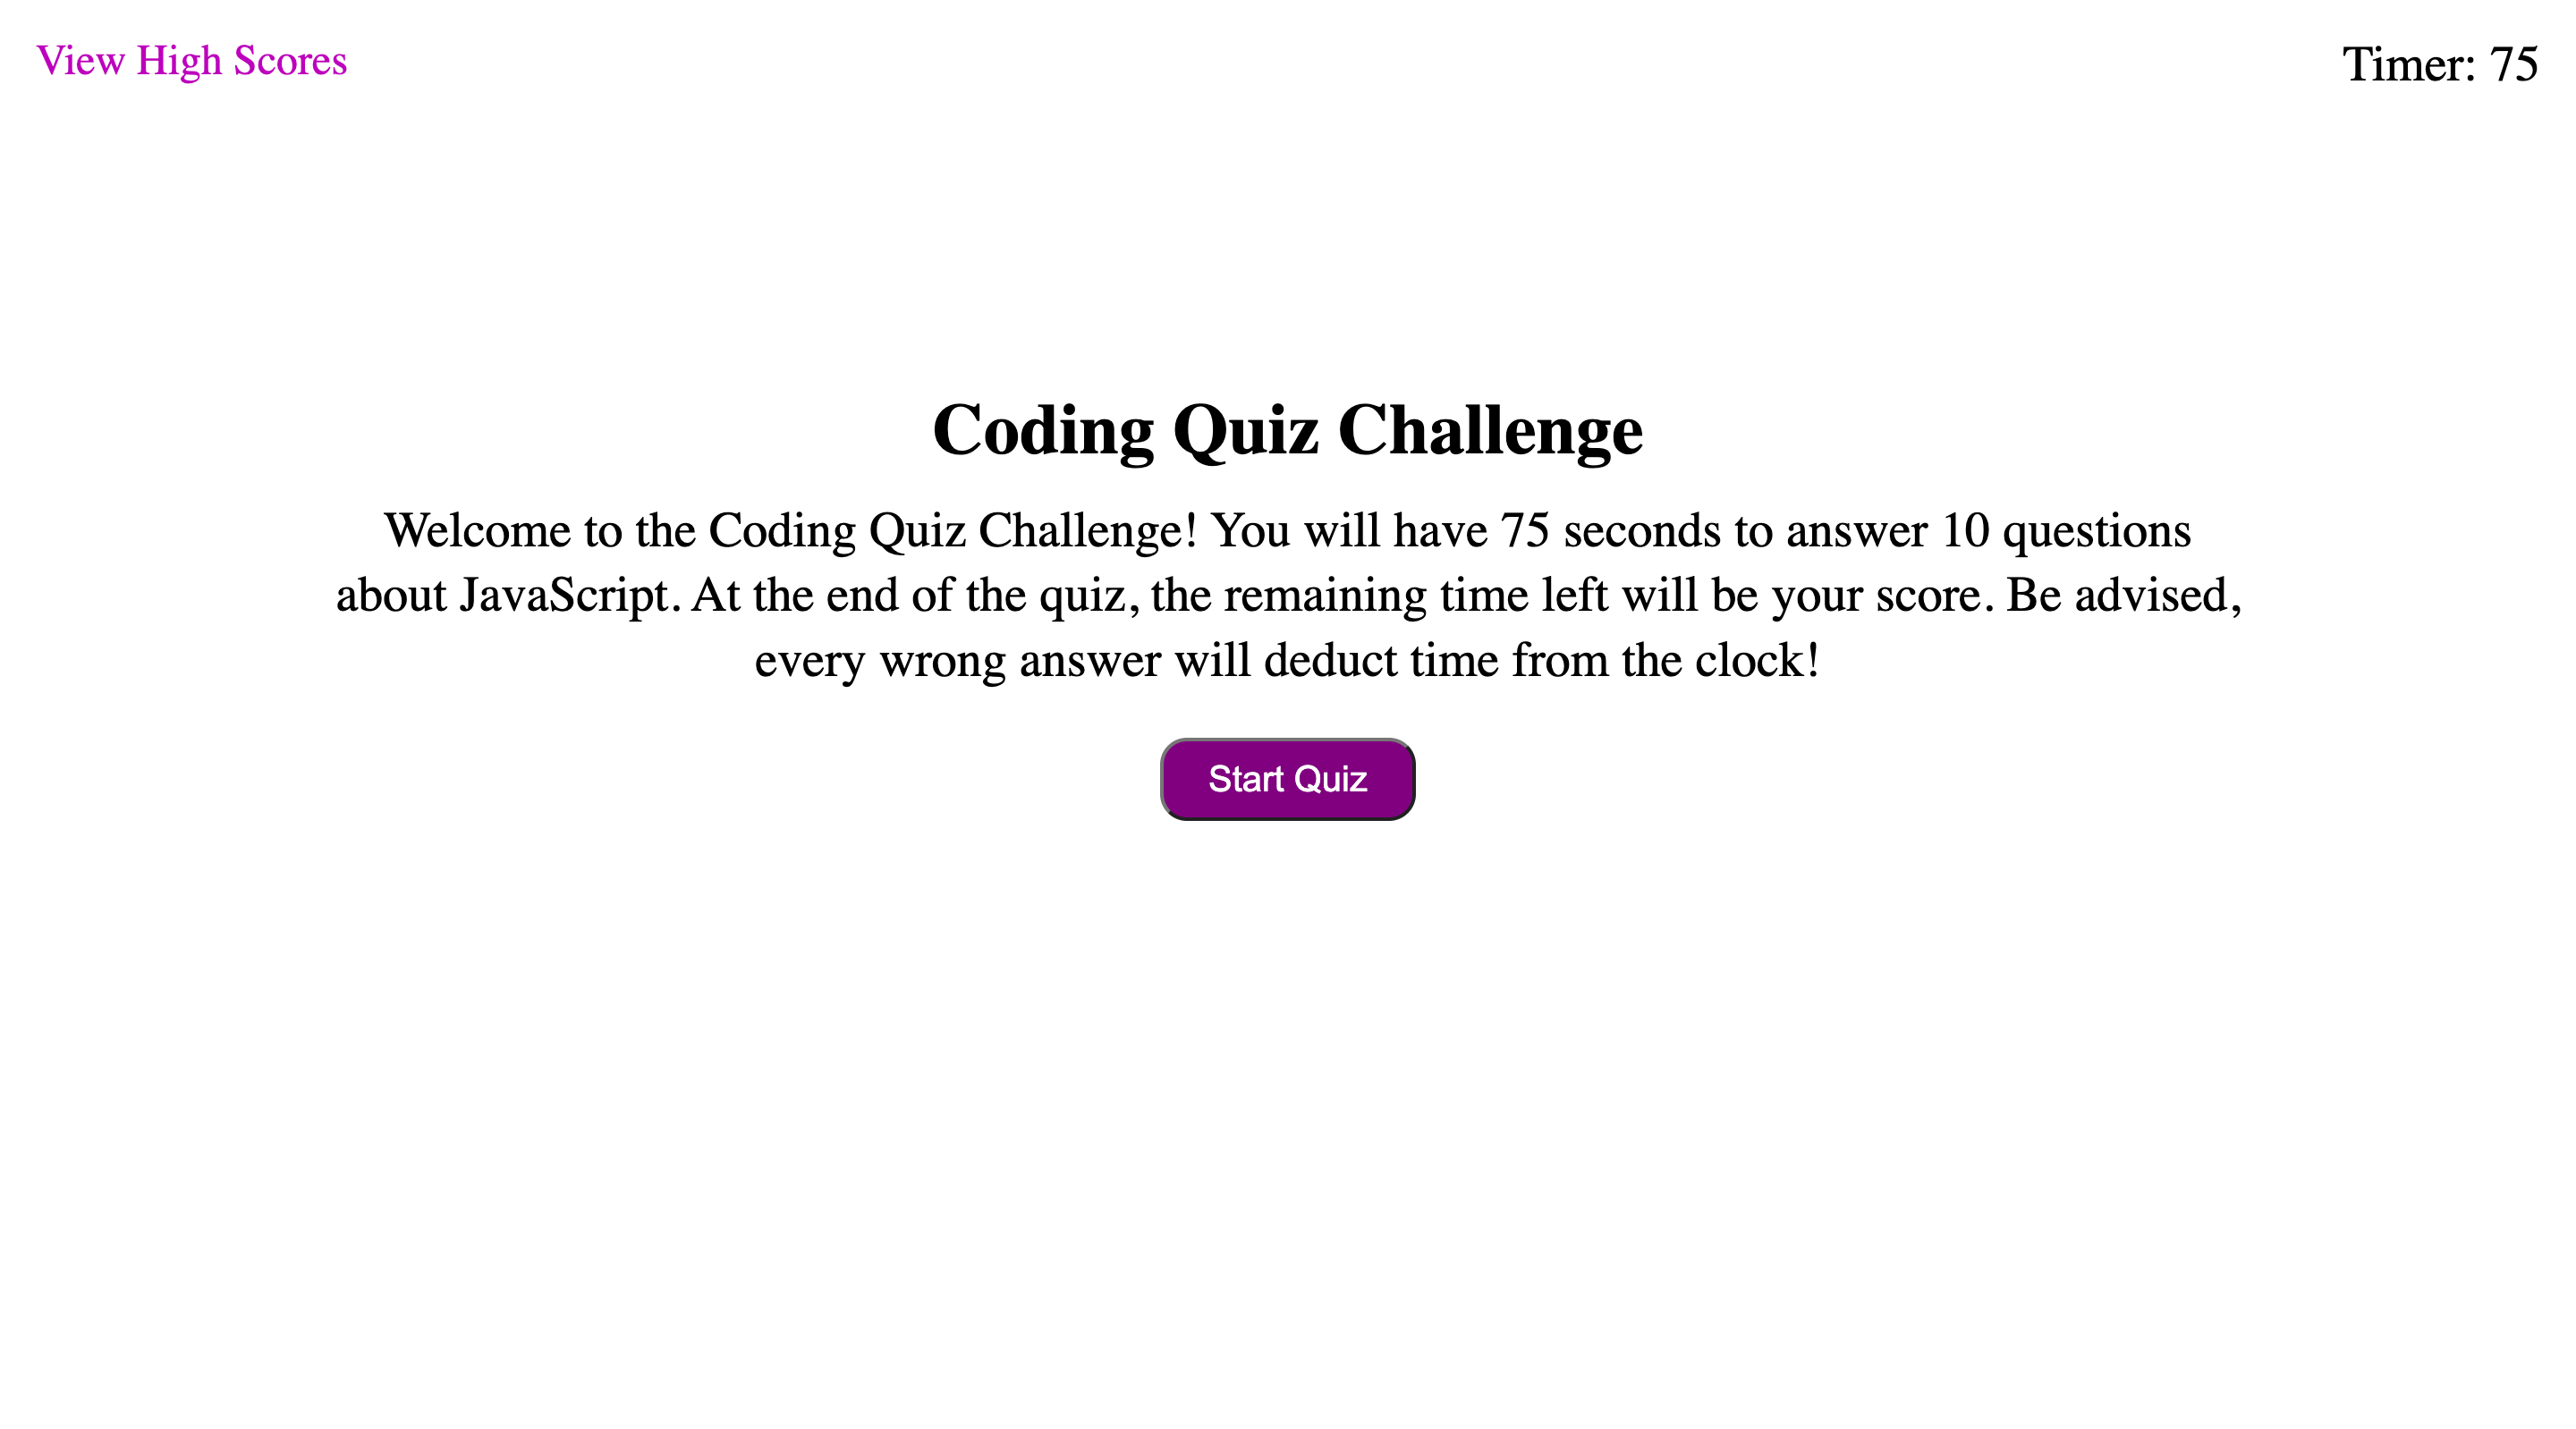 View High Scores
Timer: 75
Coding Quiz Challenge
Welcome to the Coding Quiz Challenge! You will have 75 seconds to answer 10 questions
about JavaScript. At the end of the quiz, the remaining time left will be your score. Be advised,
every wrong answer will deduct time from the clock!
Start Quiz